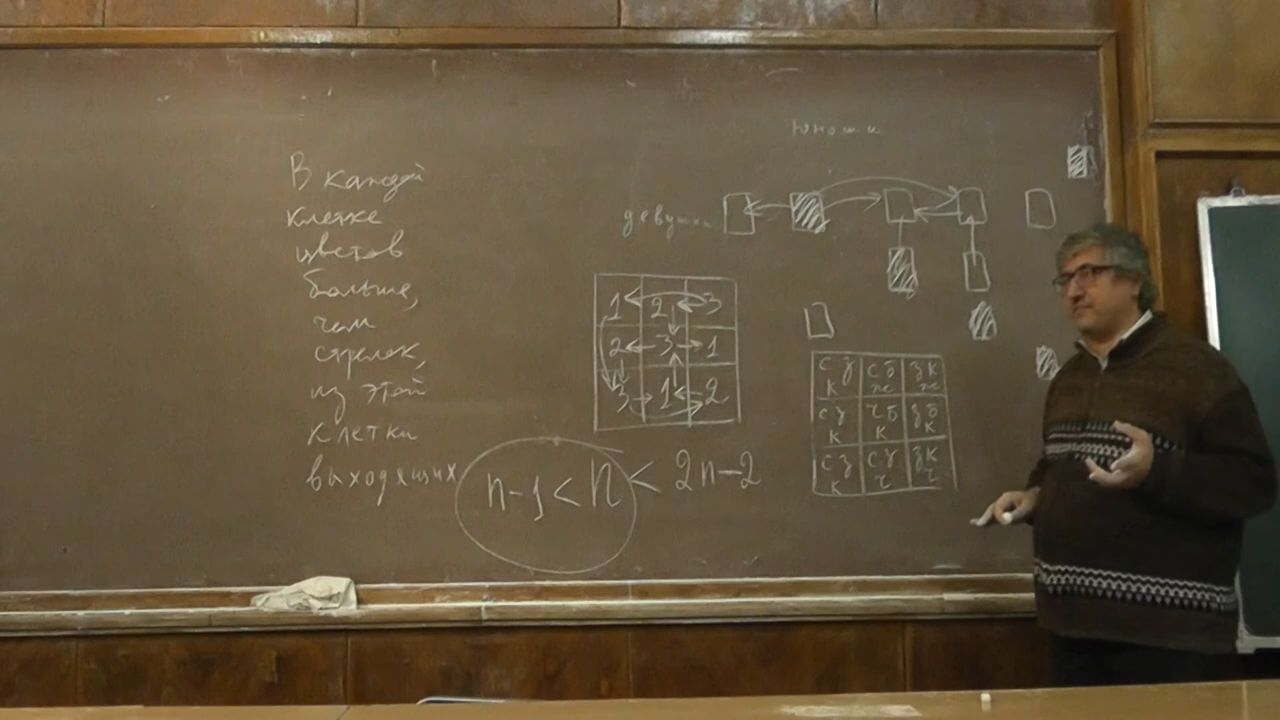 В каждой
клетке
цветов
больше,
чем
стрелок,
из этой
клетки
выходящих
n-1 < n < 2n-2
юноши
девушки
1 2 3
2 3 1
3 1 2
с з к с б ж з к ж
с з к ч б к з б к
с з к с з ч з к ч